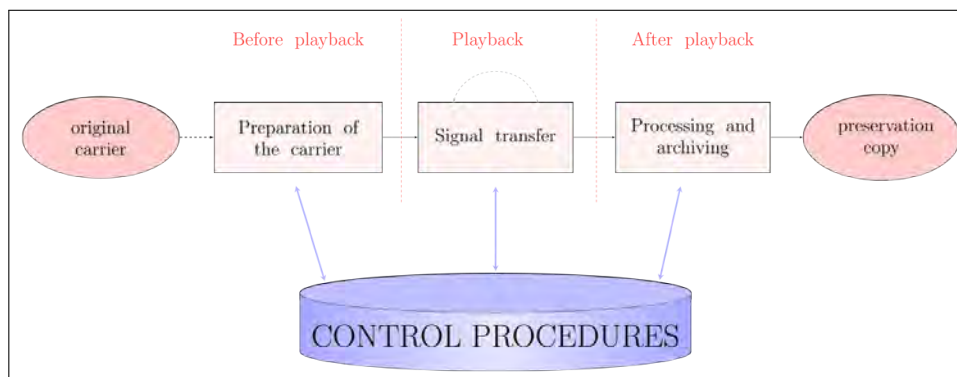 Before playback
Playback
After playback
original
carrier
Preparation of
the carrier
Signal transfer
Processing and
archiving
preservation
copy
CONTROL PROCEDURES